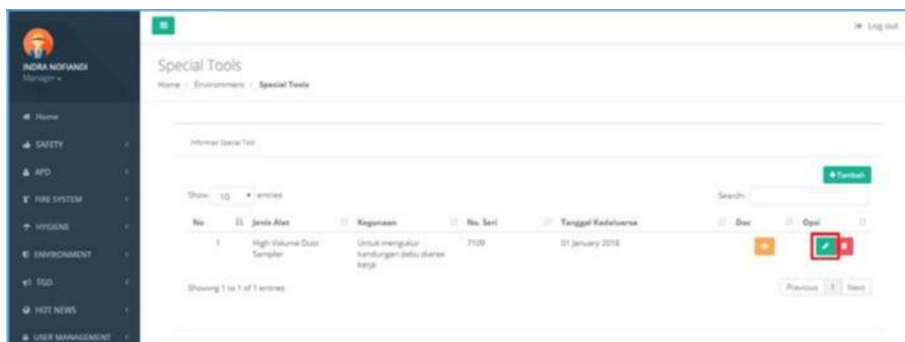 INDRA NOFIANDI
Manager
Log out
Special Tools
Home / Environment / Special Tools
Home
SAFETY
APD
FIRE SYSTEM
HYGIENE
ENVIRONMENT
TGD
HOT NEWS
USER MANAGEMENT
Informasi Special Tool
+Tambah
Show 10 entries
Search:
No Jenis Alat Kegunaan No. Seri Tanggal Kadaluarsa Doc Opsi
1 High Volume Dust Untuk mengukur 7109 01 January 2018
Sampler kandungan debu diarea
kerja
Showing 1 to 1 of 1 entries
Previous 1 Next